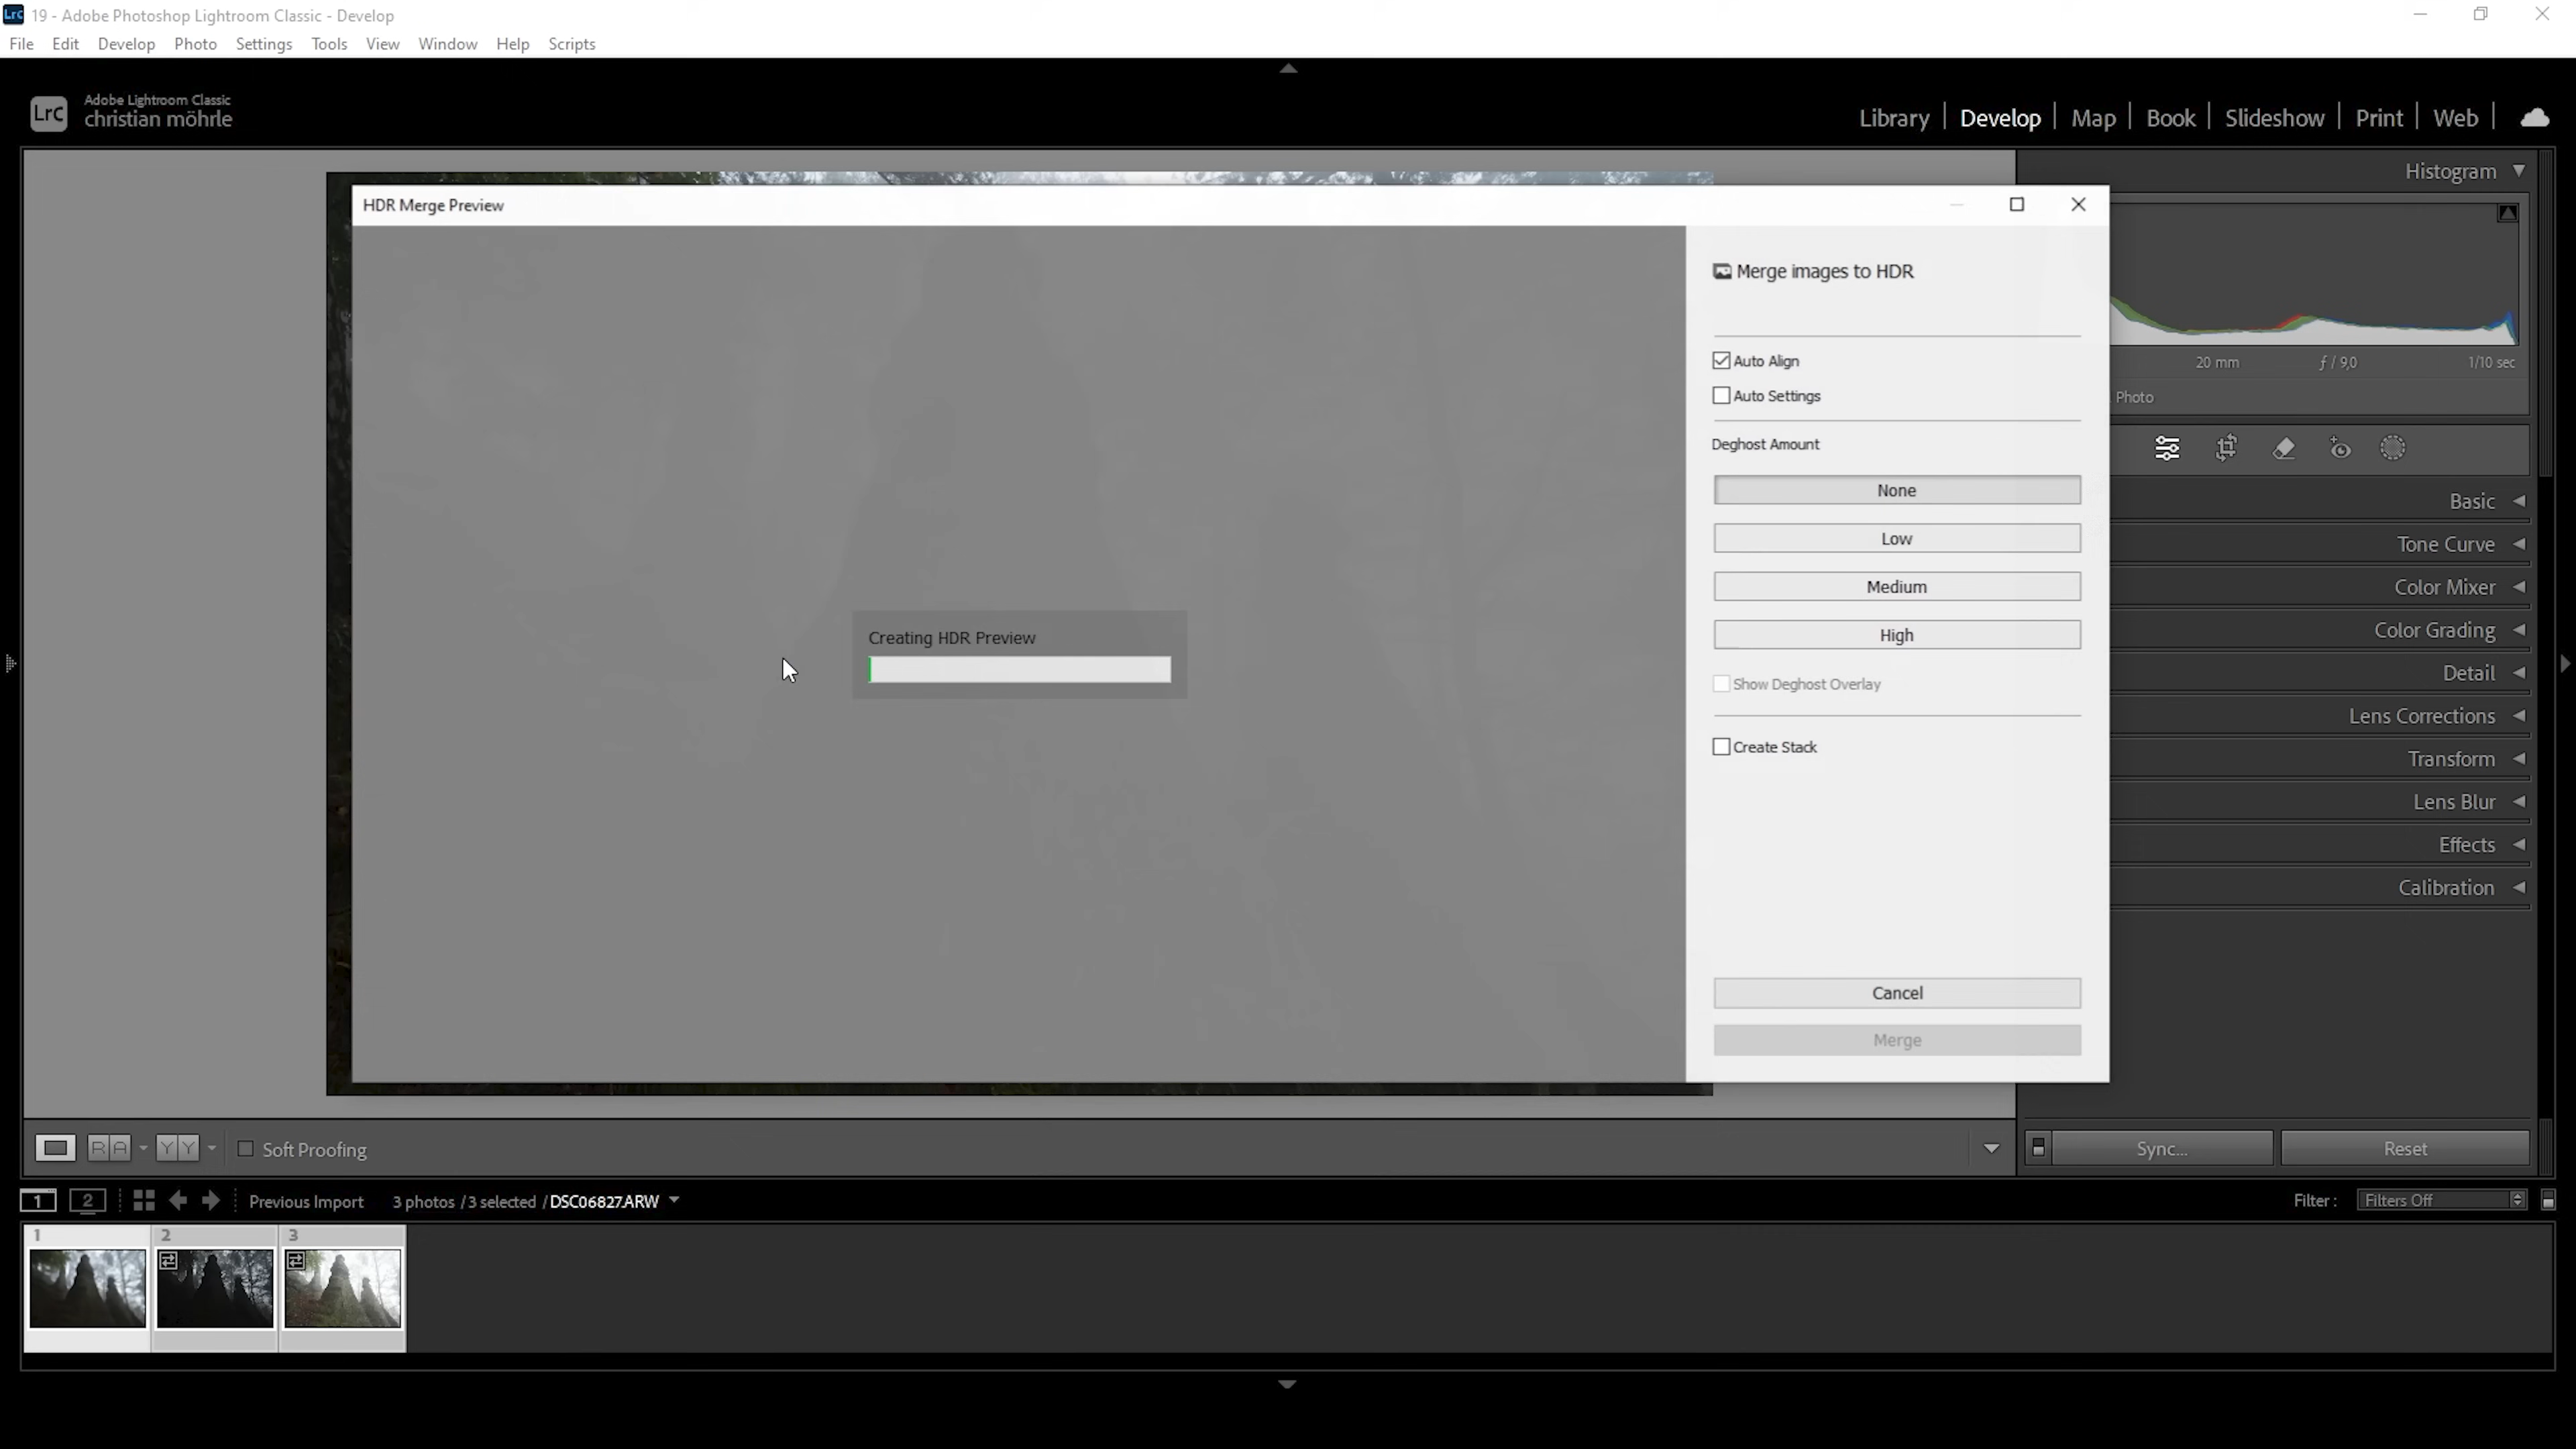 Lrc 19 - Adobe Photoshop Lightroom Classic - Develop
File Edit Develop Photo Settings Tools View Window Help Scripts
Lrc Adobe Lightroom Classic
christian möhrle
Library Develop Map Book Slideshow Print Web
Histogram
HDR Merge Preview
Merge images to HDR
Auto Align
Auto Settings
Deghost Amount
None
Low
Medium
High
Show Deghost Overlay
Create Stack
Cancel
Merge
Creating HDR Preview
20 mm ƒ / 9,0 1/10 sec
Photo
Basic
Tone Curve
Color Mixer
Color Grading
Detail
Lens Corrections
Transform
Lens Blur
Effects
Calibration
R A Y Y Soft Proofing
Sync... Reset
1 2 Previous Import 3 photos / 3 selected / DSC06827.ARW
Filter : Filters Off
1 2 3